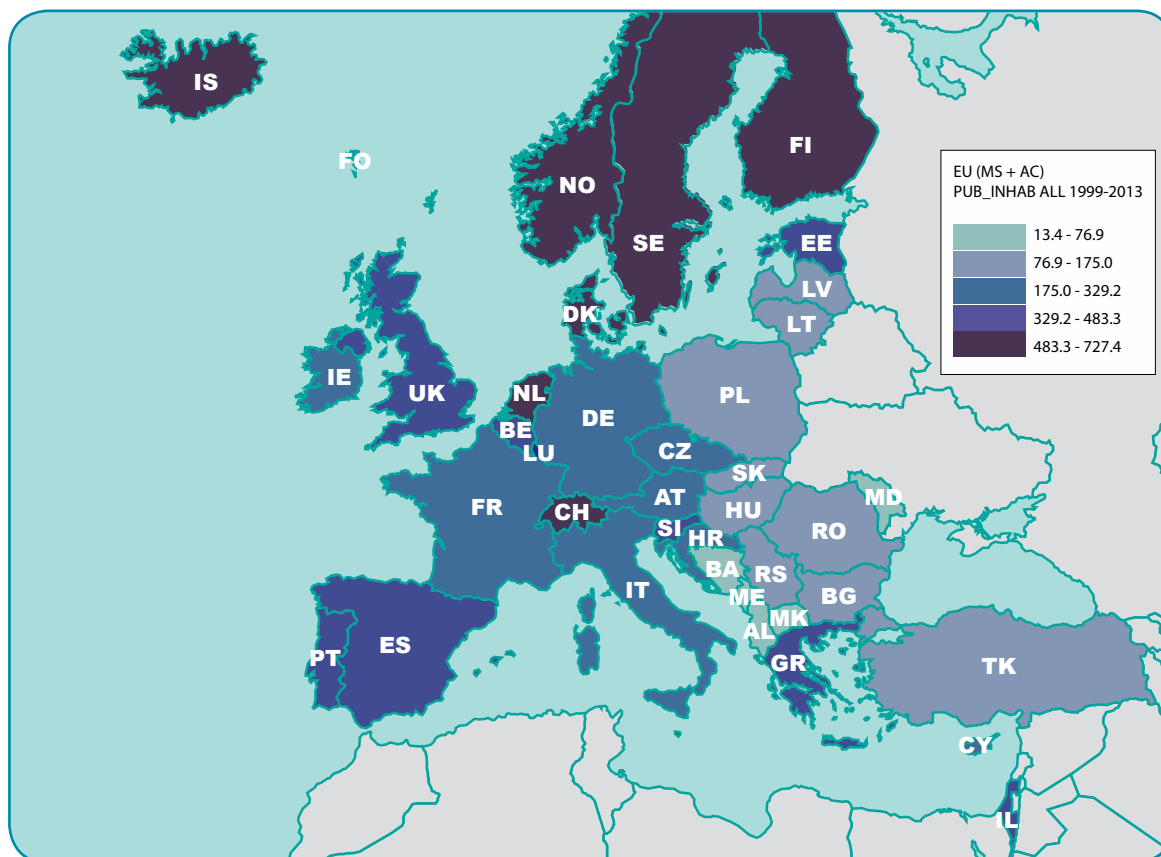 IS
FO
NO
SE
FI
EU (MS + AC)
PUB_INHAB ALL 1999-2013
13.4 - 76.9
76.9 - 175.0
175.0 - 329.2
329.2 - 483.3
483.3 - 727.4
EE
LV
LT
DK
IE
UK
NL
BE
LU
DE
PL
CZ
SK
AT
HU
MD
FR
CH
SI
HR
RO
BA
RS
ME
BG
IT
MK
AL
PT
ES
GR
TK
CY
IL